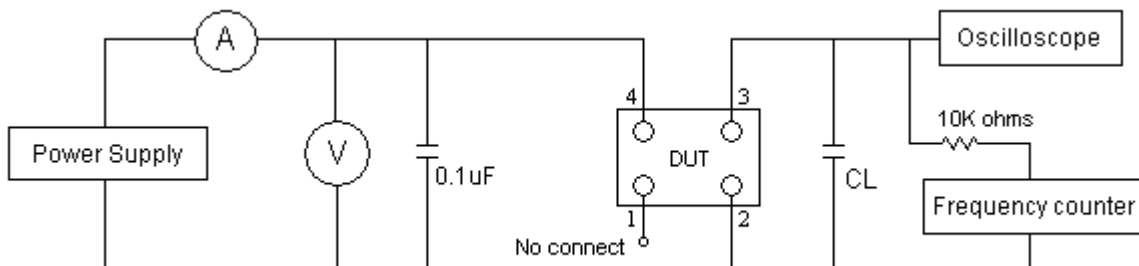 A
Oscilloscope
4
3
10K ohms
Power Supply
V
0.1uF
DUT
CL
Frequency counter
1
2
No connect